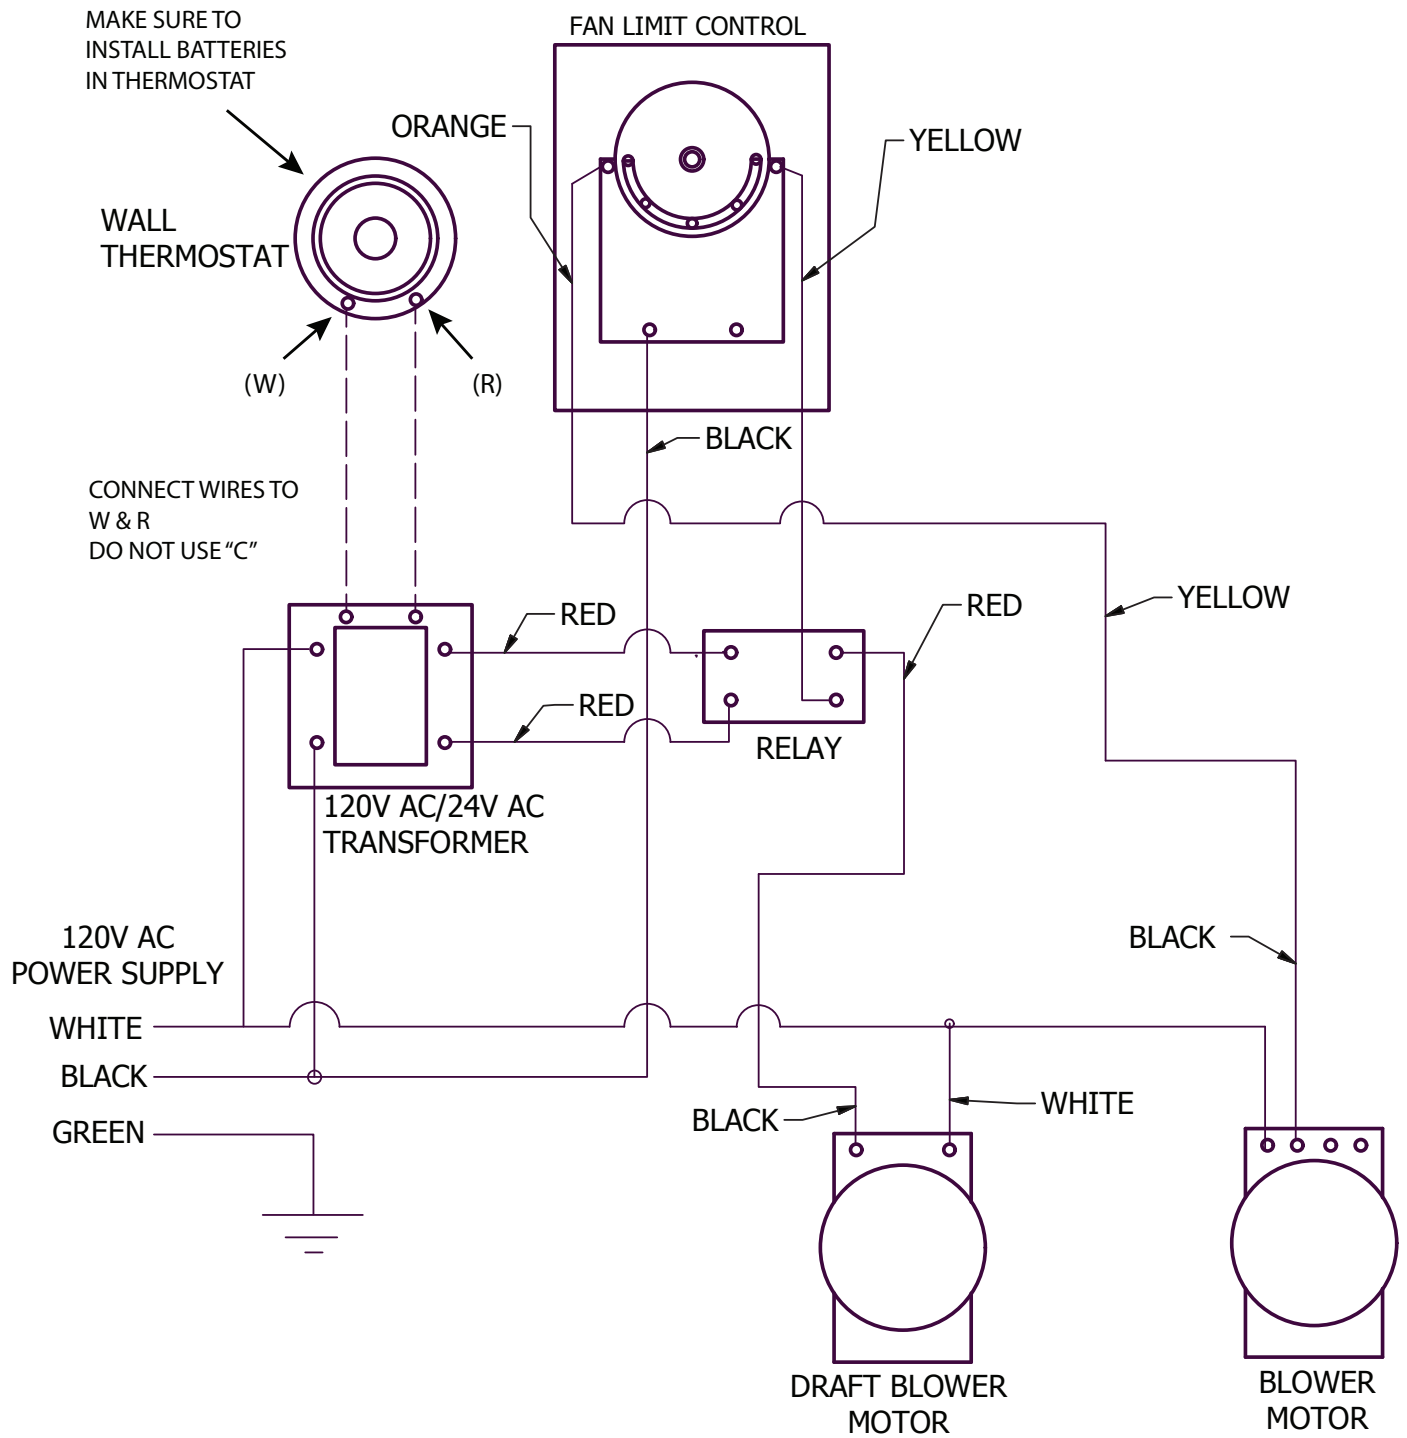 MAKE SURE TO
INSTALL BATTERIES
IN THERMOSTAT
FAN LIMIT CONTROL
ORANGE
YELLOW
WALL
THERMOSTAT
(W)
(R)
BLACK
CONNECT WIRES TO
W & R
DO NOT USE “C”
RED
RED
YELLOW
RED
RELAY
120V AC/24V AC
TRANSFORMER
120V AC
POWER SUPPLY
BLACK
WHITE
BLACK
GREEN
BLACK
WHITE
DRAFT BLOWER
MOTOR
BLOWER
MOTOR